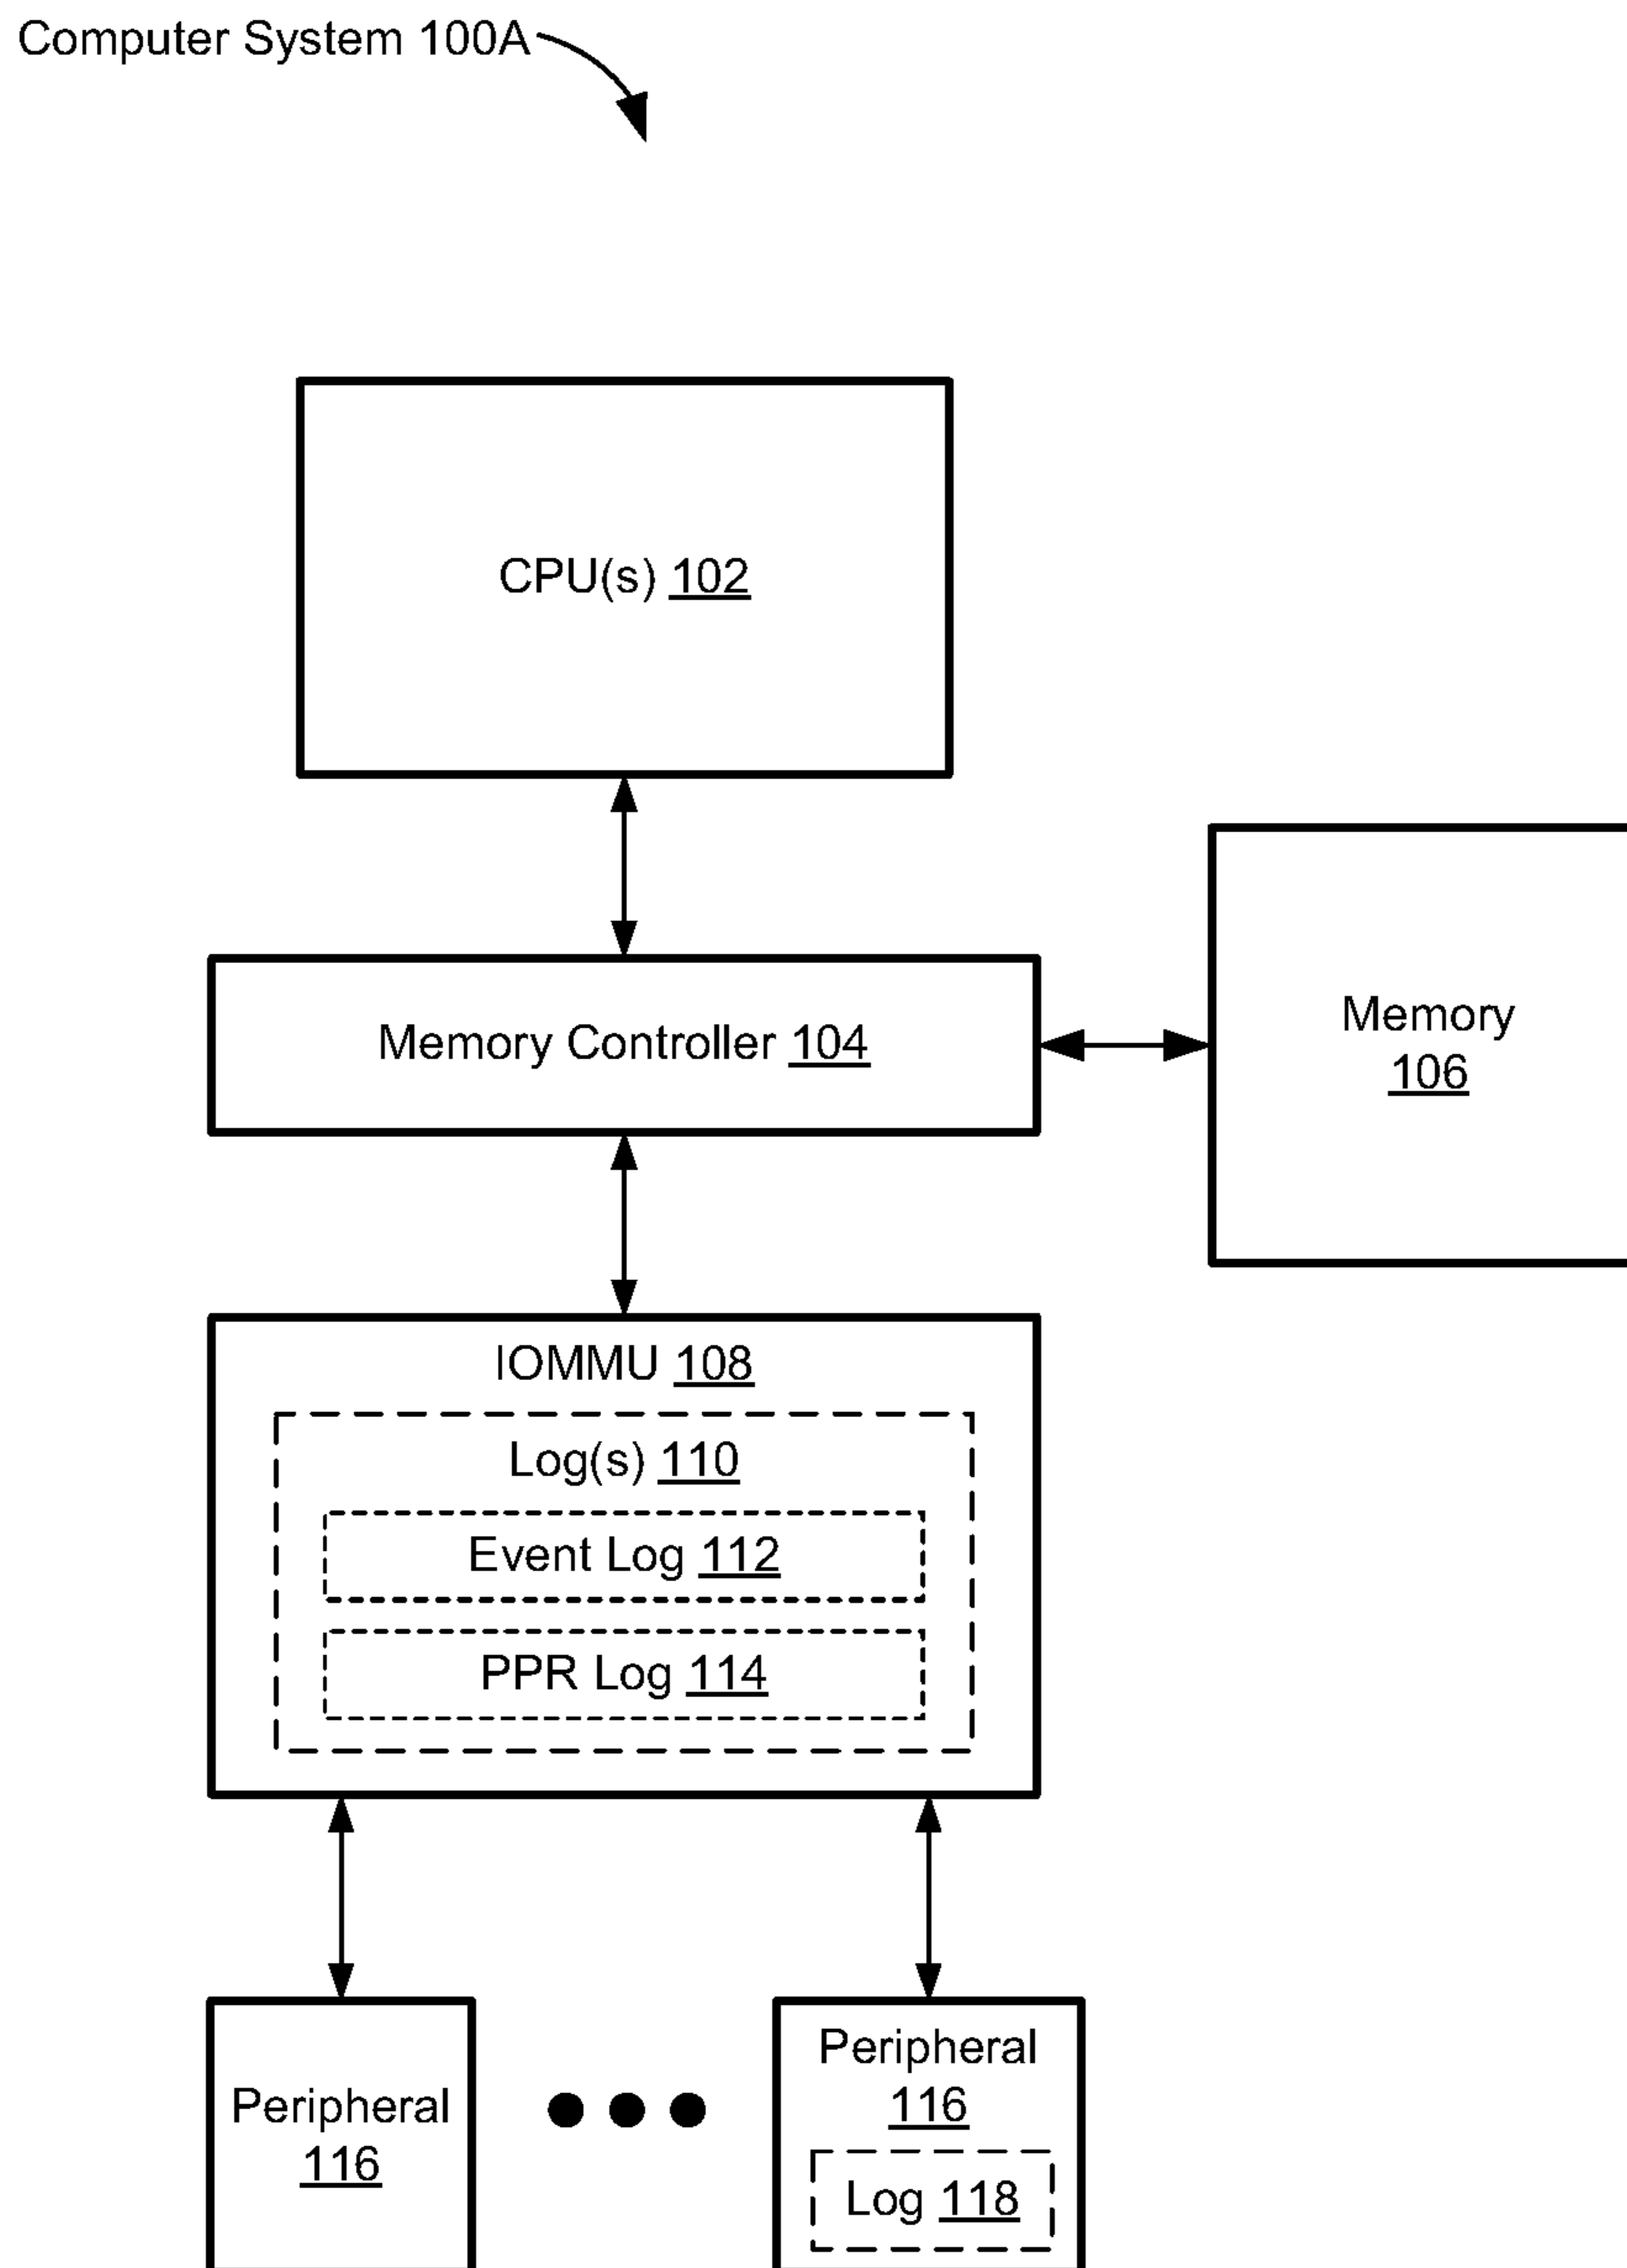 Computer System 100A
CPU(s) 102
Memory Controller 104
Memory
106
IOMMU 108
Log(s) 110
Event Log 112
PPR Log 114
Peripheral
116
Peripheral
116
Log 118